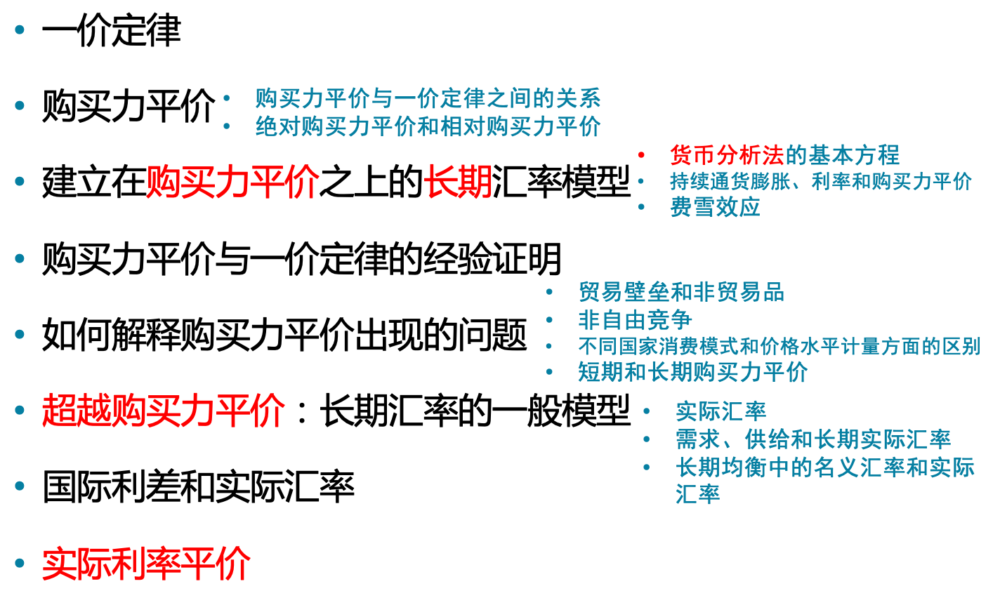 • 一价定律
• 购买力平价
• 购买力平价与一价定律之间的关系
• 绝对购买力平价和相对购买力平价
• 建立在购买力平价之上的长期汇率模型
• 货币分析法的基本方程
• 持续通货膨胀、利率和购买力平价
• 费雪效应
• 购买力平价与一价定律的经验证明
• 如何解释购买力平价出现的问题
• 贸易壁垒和非贸易品
• 非自由竞争
• 不同国家消费模式和价格水平计量方面的区别
• 短期和长期购买力平价
• 超越购买力平价：长期汇率的一般模型
• 实际汇率
• 需求、供给和长期实际汇率
• 长期均衡中的名义汇率和实际
汇率
• 国际利差和实际汇率
• 实际利率平价